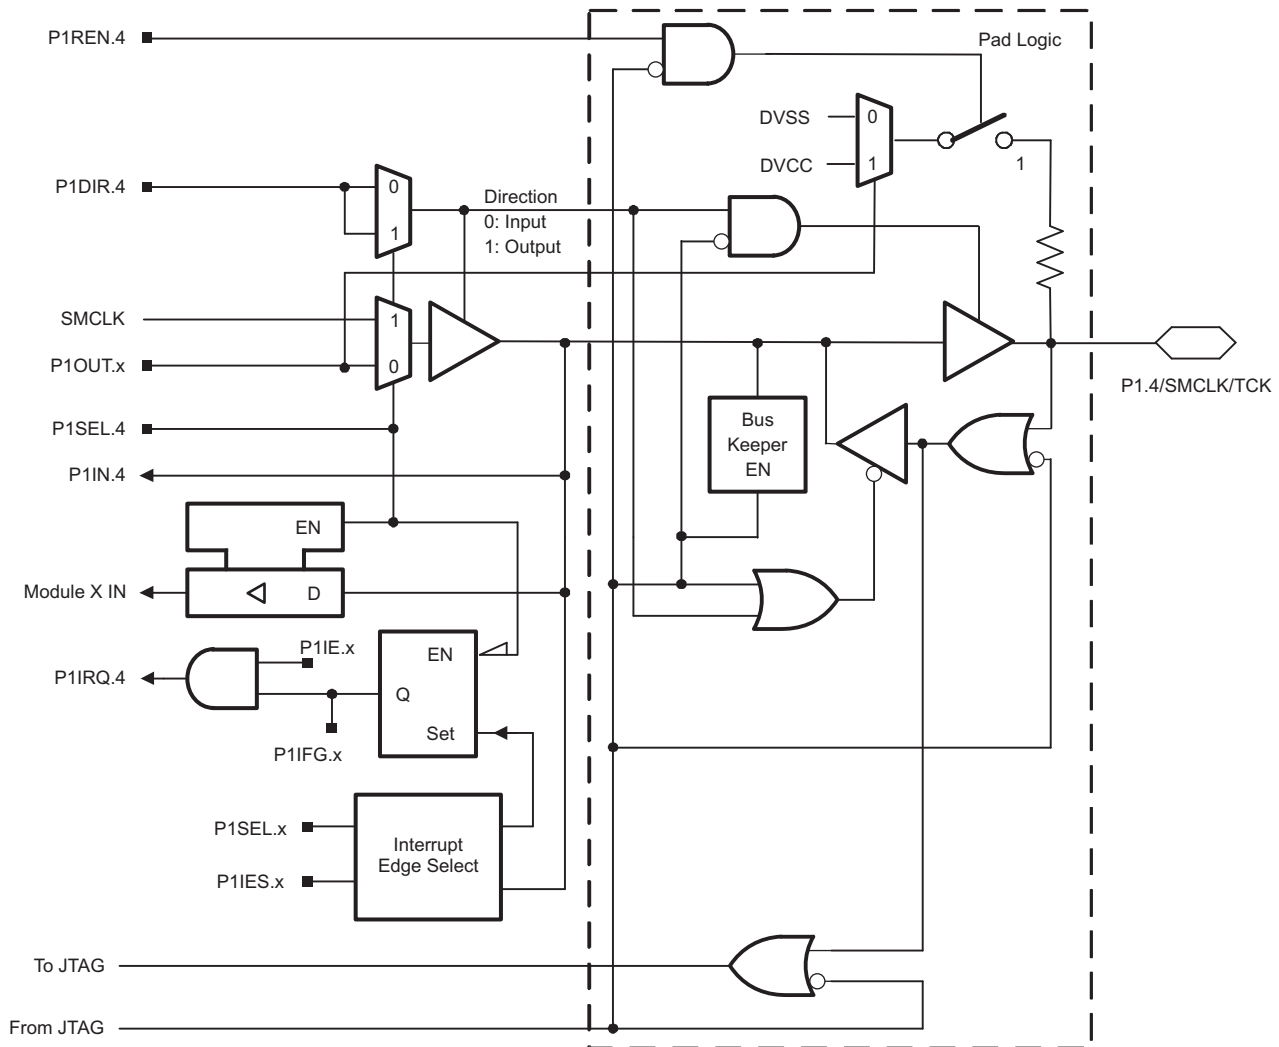 P1REN.4
Pad Logic
DVSS
0
DVCC
1
1
P1DIR.4
0
1
Direction
0: Input
1: Output
SMCLK
1
P1OUT.x
0
P1.4/SMCLK/TCK
P1SEL.4
Bus
Keeper
EN
P1IN.4
EN
Module X IN
D
P1IE.x
EN
P1IRQ.4
Q
Set
P1IFG.x
P1SEL.x
Interrupt
Edge Select
P1IES.x
To JTAG
From JTAG